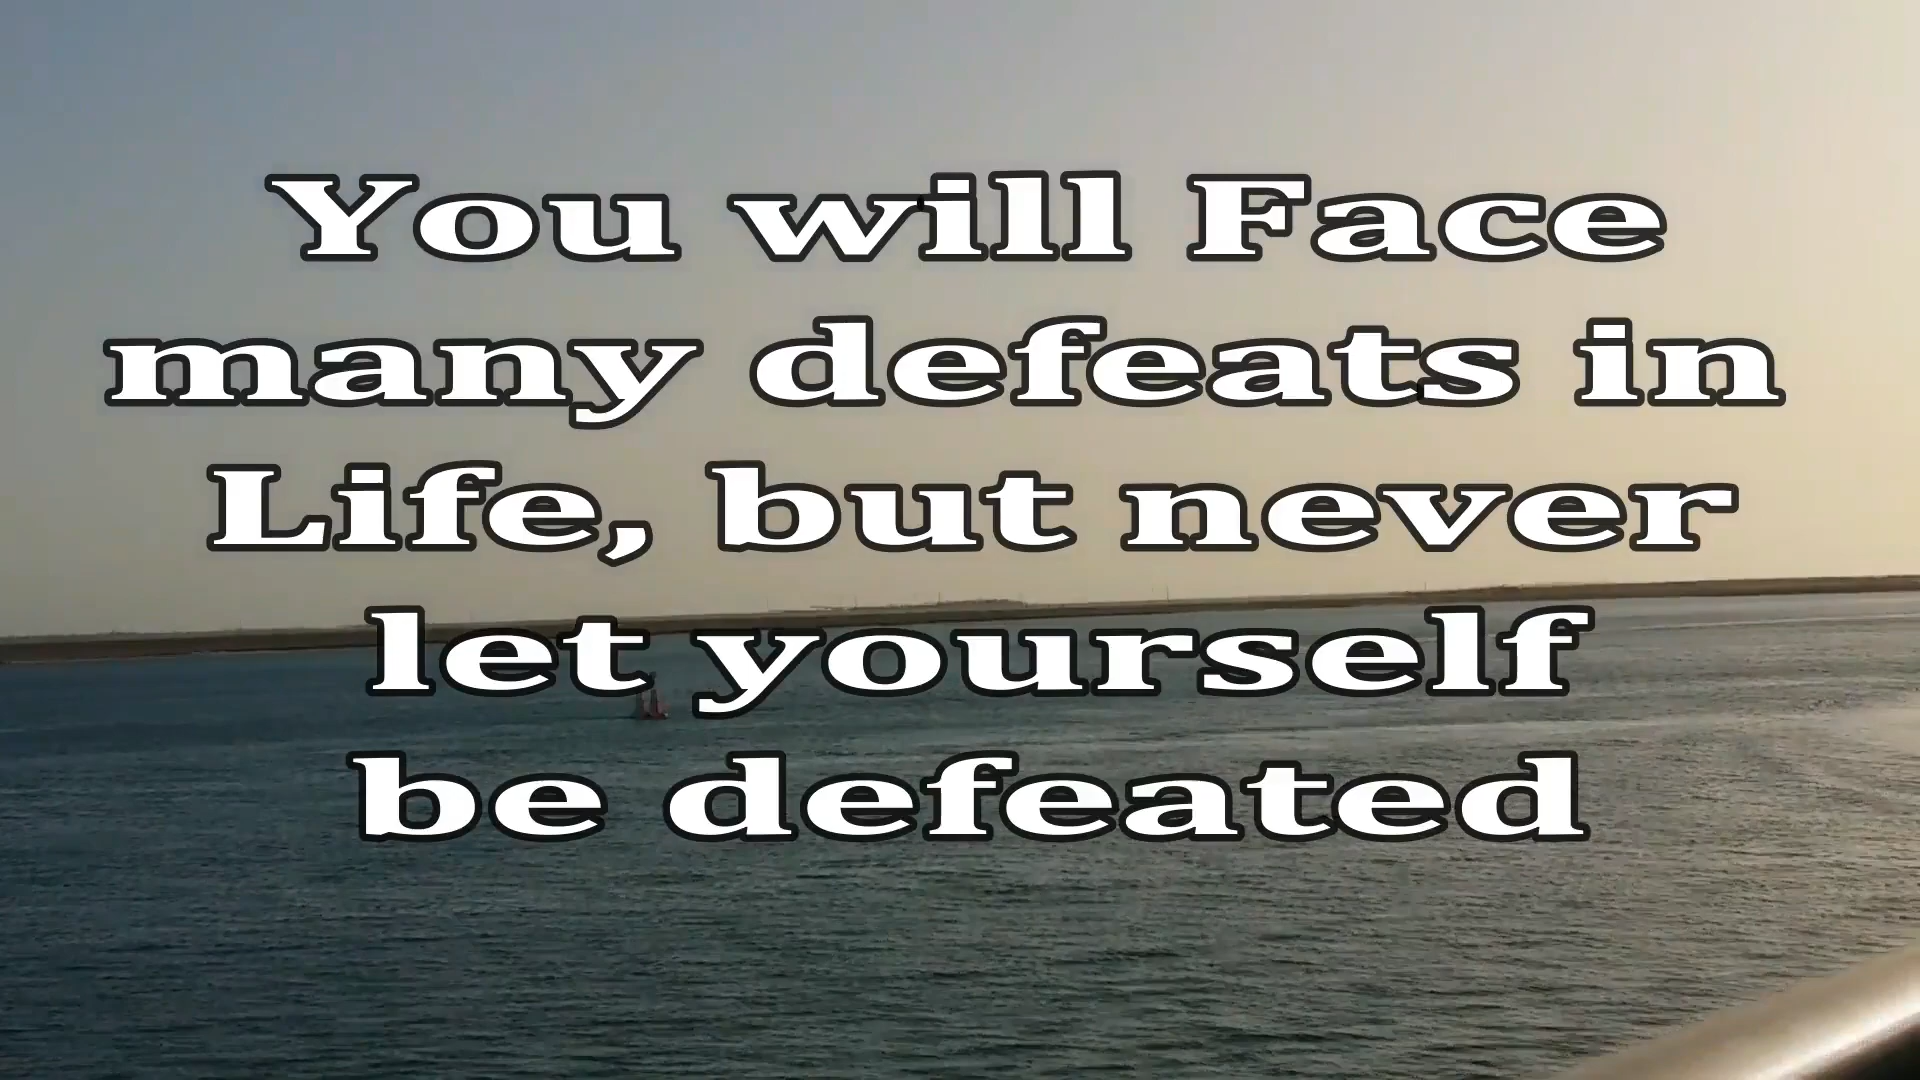 You will Face
many defeats in
Life, but never
let yourself
be defeated